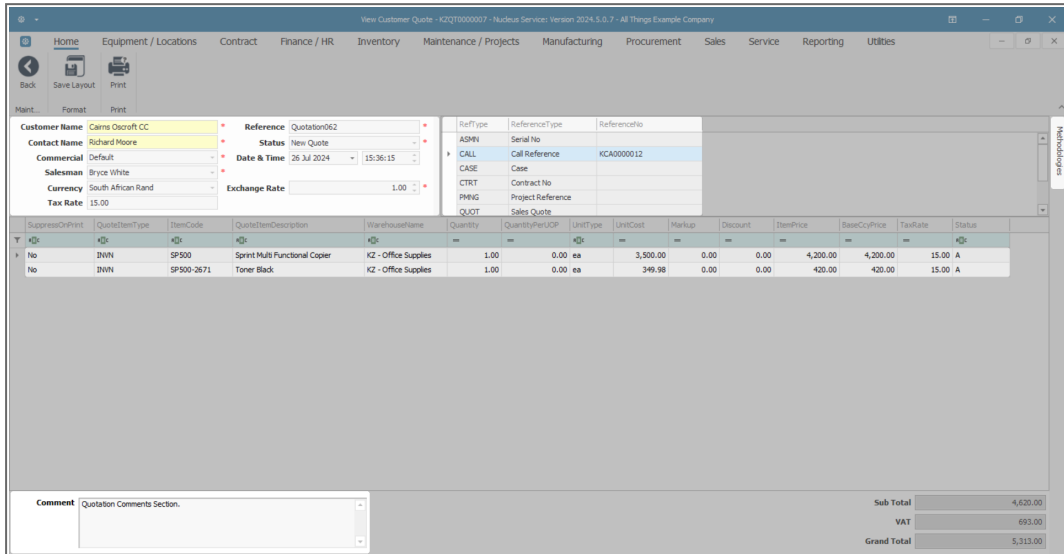 View Customer Quote - KZQT0000007 - Nucleus Service: Version 2024.5.0.7 - All Things Example Company
Home Equipment / Locations Contract Finance / HR Inventory Maintenance / Projects Manufacturing Procurement Sales Service Reporting Utilities
Back Save Layout Print
Maint... Format Print
Customer Name Cairns Oscroft CC * Reference Quotation062 *
Contact Name Richard Moore * Status New Quote *
Commercial Default * Date & Time 26 Jul 2024 15:36:15
Salesman Bryce White *
Currency South African Rand Exchange Rate 1.00 *
Tax Rate 15.00
RefType ReferenceType ReferenceNo
ASMN Serial No
CALL Call Reference KCA0000012
CASE Case
CTRT Contract No
PMNG Project Reference
QUOT Sales Quote
Methodologies
SuppressOnPrint QuoteItemType ItemCode QuoteItemDescription WarehouseName Quantity QuantityPerUOP UnitType UnitCost Markup Discount ItemPrice BaseCcyPrice TaxRate Status
No INVN SP500 Sprint Multi Functional Copier KZ - Office Supplies 1.00 0.00 ea 3,500.00 0.00 0.00 4,200.00 4,200.00 15.00 A
No INVN SP500-2671 Toner Black KZ - Office Supplies 1.00 0.00 ea 349.98 0.00 0.00 420.00 420.00 15.00 A
Comment Quotation Comments Section.
Sub Total 4,620.00
VAT 693.00
Grand Total 5,313.00